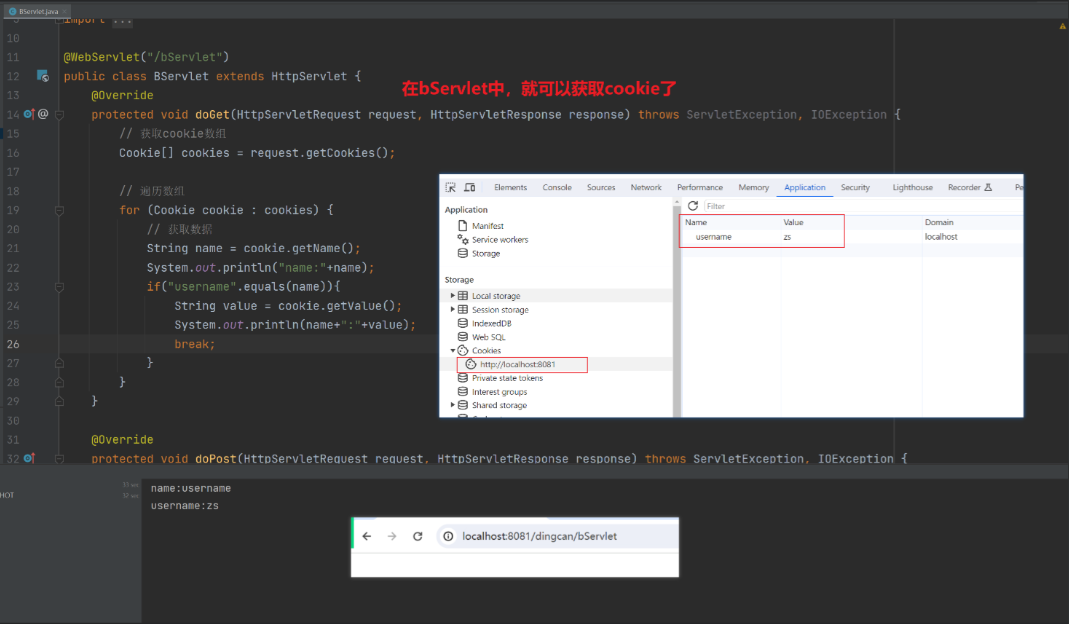 BServlet.java
9 import ...
10
11 @WebServlet("/bServlet")
12 public class BServlet extends HttpServlet {
在bServlet中，就可以获取cookie了
13 @Override
14 protected void doGet(HttpServletRequest request, HttpServletResponse response) throws ServletException, IOException {
15 // 获取cookie数组
16 Cookie[] cookies = request.getCookies();
17
18 // 遍历数组
19 for (Cookie cookie : cookies) {
20 // 获取数据
21 String name = cookie.getName();
22 System.out.println("name:"+name);
23 if("username".equals(name)){
24 String value = cookie.getValue();
25 System.out.println(name+":"+value);
26 break;
27 }
28 }
29 }
30
31 @Override
32 protected void doPost(HttpServletRequest request, HttpServletResponse response) throws ServletException, IOException {
Elements Console Sources Network Performance Memory Application Security Lighthouse Recorder Pe
Application
Manifest
Service workers
Storage
Storage
Local storage
Session storage
IndexedDB
Web SQL
Cookies
http://localhost:8081
Private state tokens
Interest groups
Shared storage
Filter
Name Value Domain
username zs localhost
HOT
name:username
username:zs
localhost:8081/dingcan/bServlet